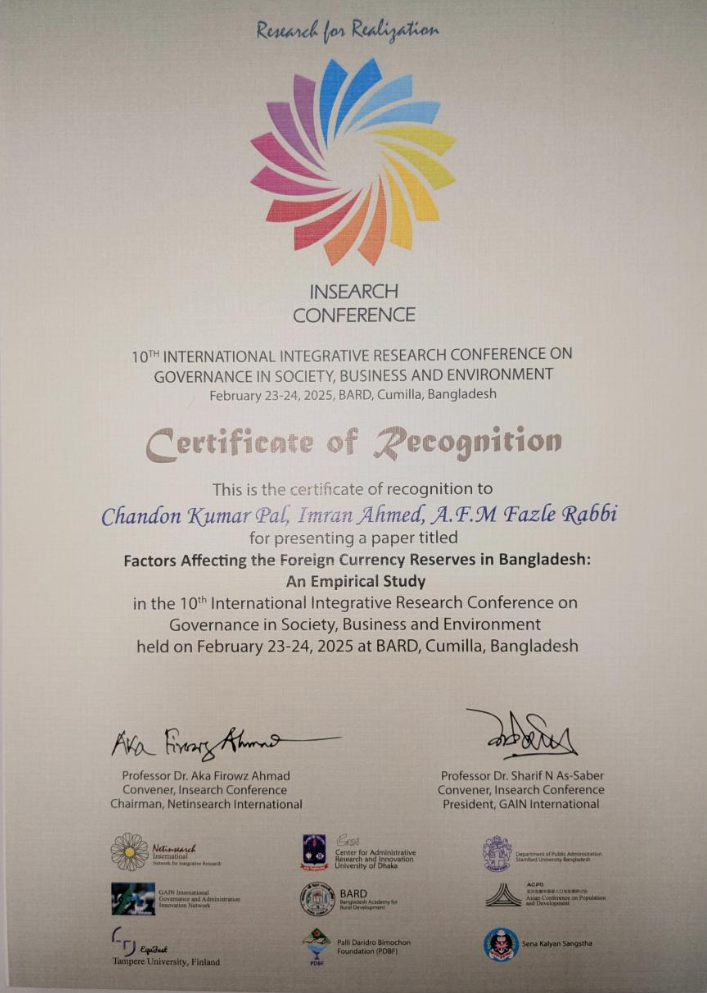 Research for Realization
INSEARCH
CONFERENCE
10TH INTERNATIONAL INTEGRATIVE RESEARCH CONFERENCE ON
GOVERNANCE IN SOCIETY, BUSINESS AND ENVIRONMENT
February 23-24, 2025, BARD, Cumilla, Bangladesh
Certificate of Recognition
This is the certificate of recognition to
Chandon Kumar Pal, Imran Ahmed, A.F.M Fazle Rabbi
for presenting a paper titled
Factors Affecting the Foreign Currency Reserves in Bangladesh:
An Empirical Study
in the 10th International Integrative Research Conference on
Governance in Society, Business and Environment
held on February 23-24, 2025 at BARD, Cumilla, Bangladesh
Aka Firowz Ahmad
Professor Dr. Aka Firowz Ahmad
Convener, Insearch Conference
Chairman, Netinsearch International
Professor Dr. Sharif N As-Saber
Convener, Insearch Conference
President, GAIN International
Netinsearch
International
Network for Integrative Research
Center for Administrative
Research and Innovation
University of Dhaka
Department of Public Administration
Stamford University Bangladesh
GAIN International
Governance and Administration
Innovation Network
BARD
Bangladesh Academy for
Rural Development
Asian Conference on Population
and Development
Tampere University, Finland
PDBF
Palli Daridro Bimochon
Foundation (PDBF)
Sena Kalyan Sangstha